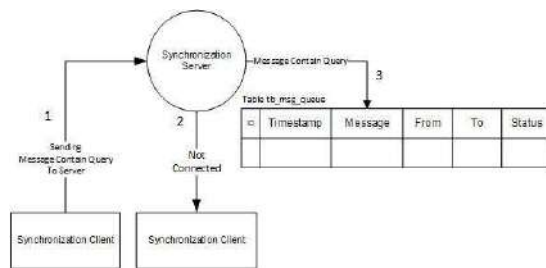 Synchronization
Server
Message Contain Query
3
1
2
Table tb_msg_queue
ID Timestamp Message From To Status
Sending
Message Contain Query
To Server
Not
Connected
Synchronization Client
Synchronization Client